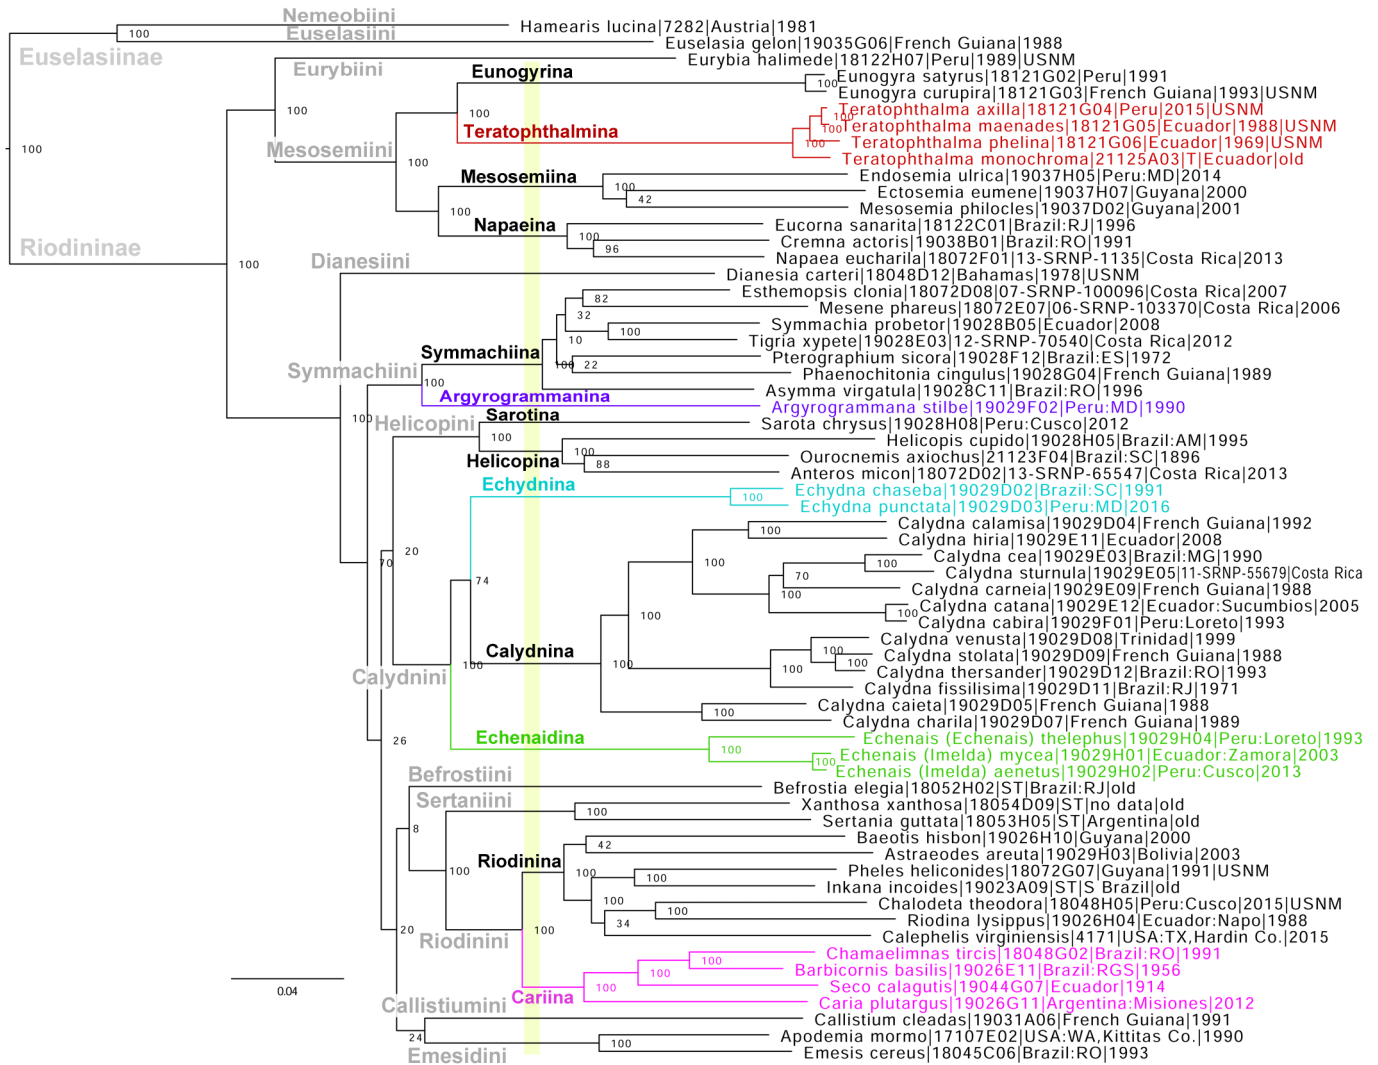 Nemeobiini
Hamearis lucina|7282|Austria|1981
100
Euselasiini
Euselasia gelon|19035G06|French Guiana|1988
Euselasiinae
Eurybia halimede|18122H07|Peru|1989|USNM
Eurybiini
Eunogyrina
Eunogyra satyrus|18121G02|Peru|1991
100
Eunogyra curupira|18121G03|French Guiana|1993|USNM
100
100
Teratophthalma axilla|18121G04|Peru|2015|USNM
100
Teratophthalmina
100
Teratophthalma maenades|18121G05|Ecuador|1988|USNM
100
Teratophthalma phelina|18121G06|Ecuador|1969|USNM
100
Mesosemiini
100
Teratophthalma monochroma|21125A03|T|Ecuador|old
Mesosemiina
Endosemia ulrica|19037H05|Peru:MD|2014
100
Ectosemia eumene|19037H07|Guyana|2000
42
Mesosemia philocles|19037D02|Guyana|2001
100
Napaeina
Eucorna sanarita|18122C01|Brazil:RJ|1996
100
Cremna actoris|19038B01|Brazil:RO|1991
96
Riodininae
Napaea eucharila|18072F01|13-SRNP-1135|Costa Rica|2013
100
Dianesiini
Dianesia carteri|18048D12|Bahamas|1978|USNM
Esthemopsis clonia|18072D08|07-SRNP-100096|Costa Rica|2007
82
Mesene phareus|18072E07|06-SRNP-103370|Costa Rica|2006
32
Symmachia probetor|19028B05|Ecuador|2008
100
10
Tigria xypete|19028E03|12-SRNP-70540|Costa Rica|2012
Symmachiina
Pterographium sicora|19028F12|Brazil:ES|1972
100
22
Symmachiini
Phaenochitonia cingulus|19028G04|French Guiana|1989
100
Asymma virgatula|19028C11|Brazil:RO|1996
Argyrogrammanina
Argyrogrammana stilbe|19029F02|Peru:MD|1990
100
Sarotina
Helicopini
Sarota chrysus|19028H08|Peru:Cusco|2012
100
Helicopis cupido|19028H05|Brazil:AM|1995
100
Helicopina
Ourocnemis axiochus|21123F04|Brazil:SC|1896
88
Anteros micon|18072D02|13-SRNP-65547|Costa Rica|2013
Echydnina
Echydna chaseba|19029D02|Brazil:SC|1991
100
Echydna punctata|19029D03|Peru:MD|2016
Calydna calamisa|19029D04|French Guiana|1992
100
Calydna hiria|19029E11|Ecuador|2008
20
70
100
Calydna cea|19029E03|Brazil:MG|1990
100
Calydna sturnula|19029E05|11-SRNP-55679|Costa Rica
70
74
Calydna carneia|19029E09|French Guiana|1988
100
Calydna catana|19029E12|Ecuador:Sucumbios|2005
100
100
Calydna cabira|19029F01|Peru:Loreto|1993
Calydna venusta|19029D08|Trinidad|1999
100
Calydnina
Calydna stolata|19029D09|French Guiana|1988
100
100
100
100
Calydna thersander|19029D12|Brazil:RO|1993
Calydnini
Calydna fissilisima|19029D11|Brazil:RJ|1971
Calydna caieta|19029D05|French Guiana|1988
100
Calydna charila|19029D07|French Guiana|1989
26
Echenaidina
Echenais (Echenais) thelephus|19029H04|Peru:Loreto|1993
100
Echenais (Imelda) mycea|19029H01|Ecuador:Zamora|2003
100
Echenais (Imelda) aenetus|19029H02|Peru:Cusco|2013
Befrostiini
Befrostia elegia|18052H02|ST|Brazil:RJ|old
Sertaniini
Xanthosa xanthosa|18054D09|ST|no data|old
100
Sertania guttata|18053H05|ST|Argentina|old
8
Baeotis hisbon|19026H10|Guyana|2000
42
Astraeodes areuta|19029H03|Bolivia|2003
Riodinina
100
100
Pheles heliconides|18072G07|Guyana|1991|USNM
100
Inkana incoides|19023A09|ST|S Brazil|old
100
Chalodeta theodora|18048H05|Peru:Cusco|2015|USNM
100
Riodina lysippus|19026H04|Ecuador:Napo|1988
34
20
100
Calephelis virginiensis|4171|USA:TX,Hardin Co.|2015
Riodinini
Chamaelimnas tircis|18048G02|Brazil:RO|1991
100
Barbicornis basilis|19026E11|Brazil:RGS|1956
100
Seco calagutis|19044G07|Ecuador|1914
100
0.04
Cariina
Caria plutargus|19026G11|Argentina:Misiones|2012
Callistiumini
Callistium cleadas|19031A06|French Guiana|1991
24
Apodemia mormo|17107E02|USA:WA,Kittitas Co.|1990
100
Emesidini
Emesis cereus|18045C06|Brazil:RO|1993